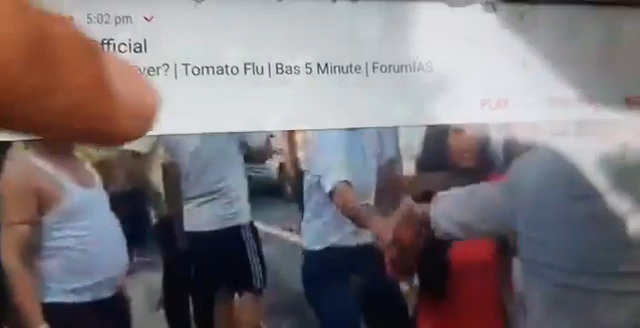 5:02 pm
fficial
ver? | Tomato Flu | Bas 5 Minute | ForumIAS
PLAY